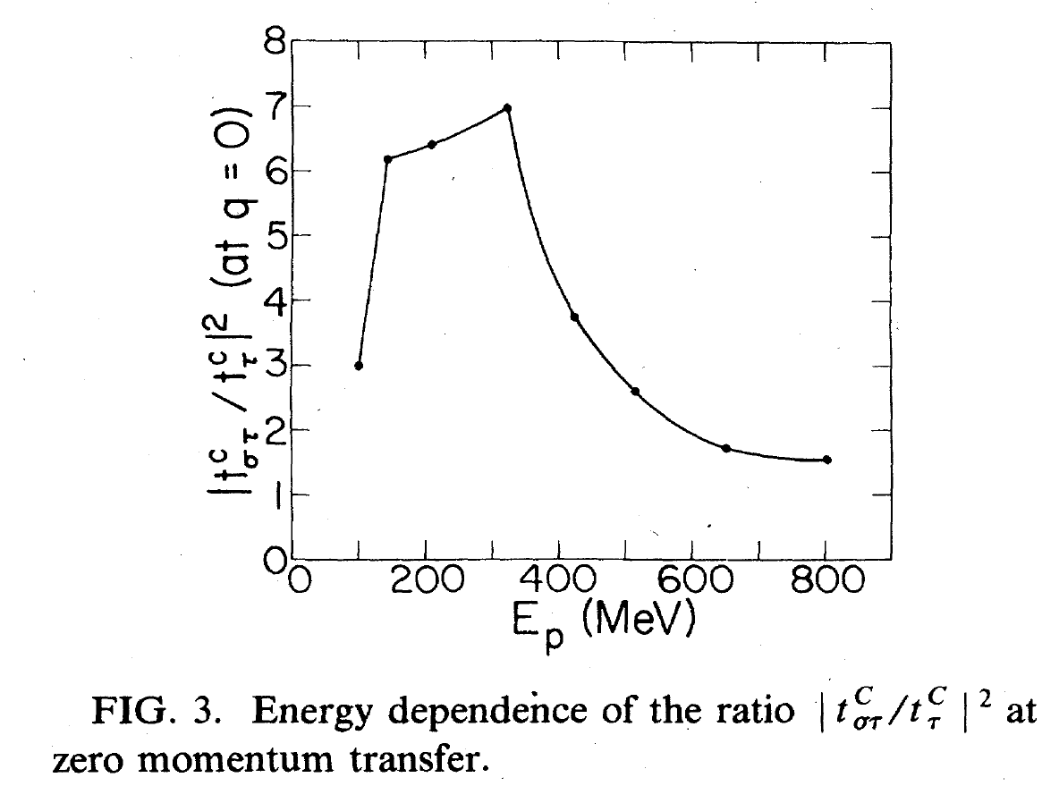 8
7
6
5
4
3
2
1
0
|t^C_στ / t^C_τ|^2 (at q = 0)
0 200 400 600 800
E_p (MeV)
FIG. 3. Energy dependence of the ratio |t^C_στ/t^C_τ|^2 at
zero momentum transfer.